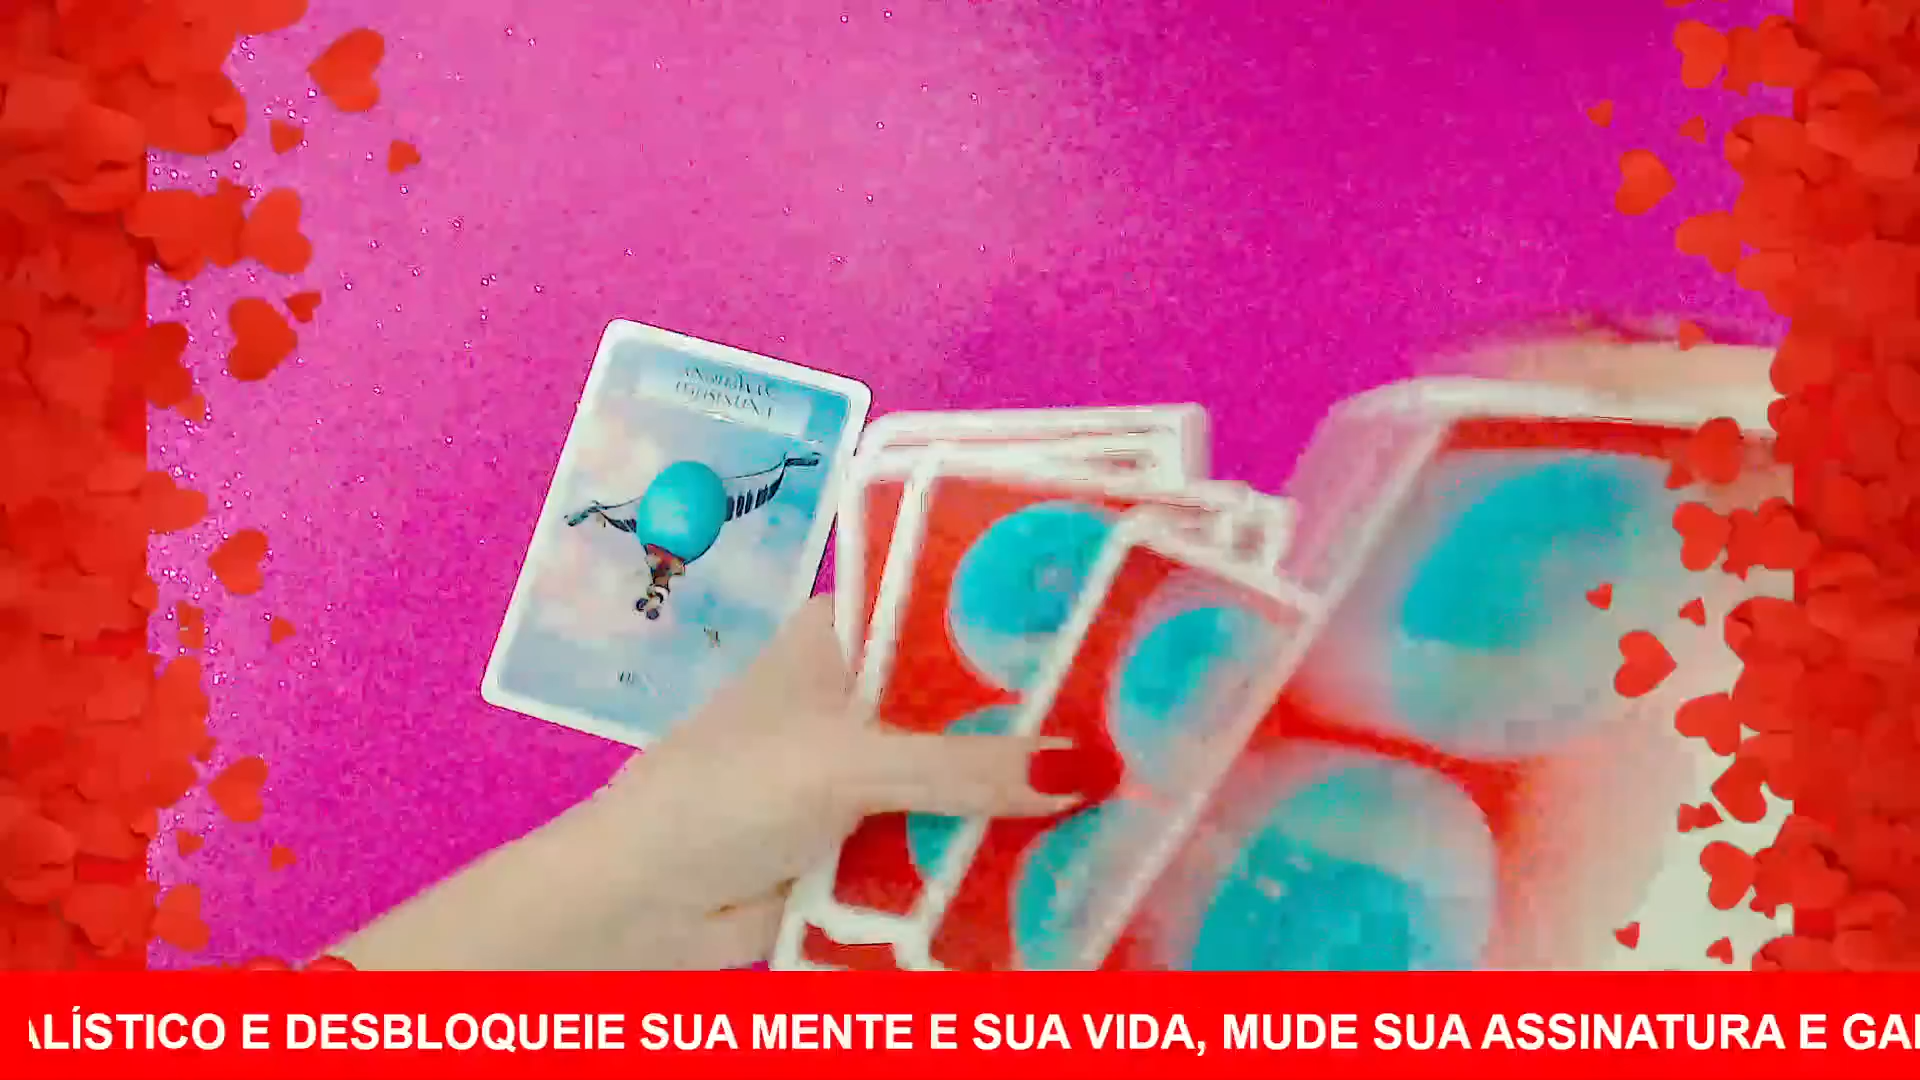 ALÍSTICO E DESBLOQUEIE SUA MENTE E SUA VIDA, MUDE SUA ASSINATURA E GA